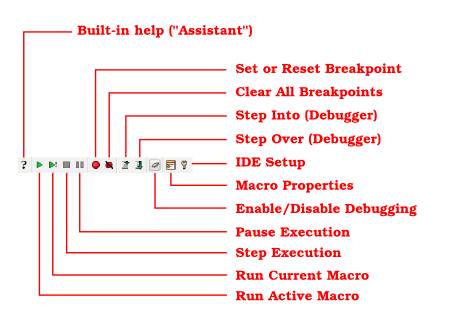 Built-in help ("Assistant")
Set or Reset Breakpoint
Clear All Breakpoints
Step Into (Debugger)
Step Over (Debugger)
IDE Setup
Macro Properties
Enable/Disable Debugging
Pause Execution
Step Execution
Run Current Macro
Run Active Macro